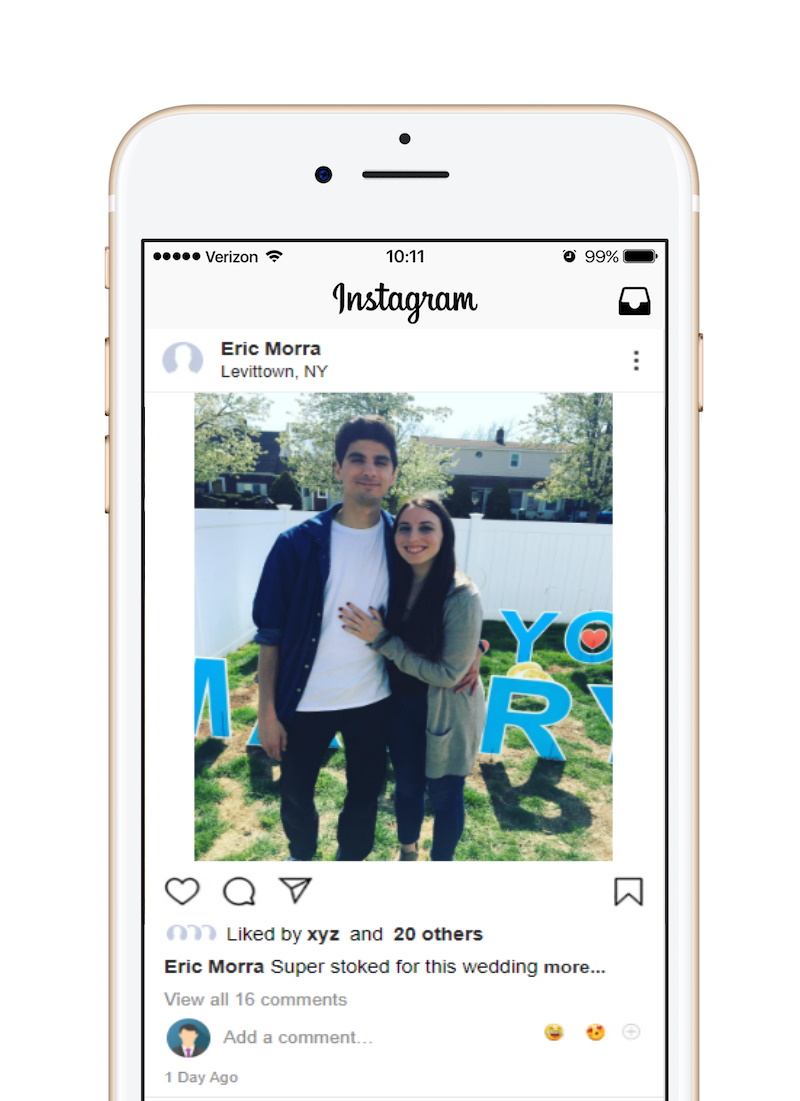 Verizon 10:11 99%
Instagram
Eric Morra
Levittown, NY
YO
M RRY
Liked by xyz and 20 others
Eric Morra Super stoked for this wedding more...
View all 16 comments
Add a comment...
1 Day Ago